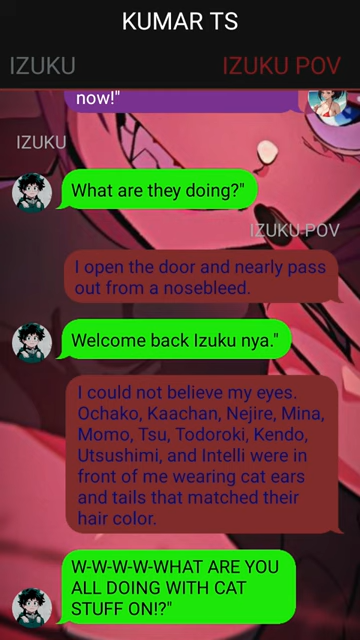 KUMAR TS
IZUKU
IZUKU POV
now!"
IZUKU
What are they doing?"
IZUKU POV
I open the door and nearly pass
out from a nosebleed.
Welcome back Izuku nya."
I could not believe my eyes.
Ochako, Kaachan, Nejire, Mina,
Momo, Tsu, Todoroki, Kendo,
Utsushimi, and Intelli were in
front of me wearing cat ears
and tails that matched their
hair color.
W-W-W-W-WHAT ARE YOU
ALL DOING WITH CAT
STUFF ON!?"